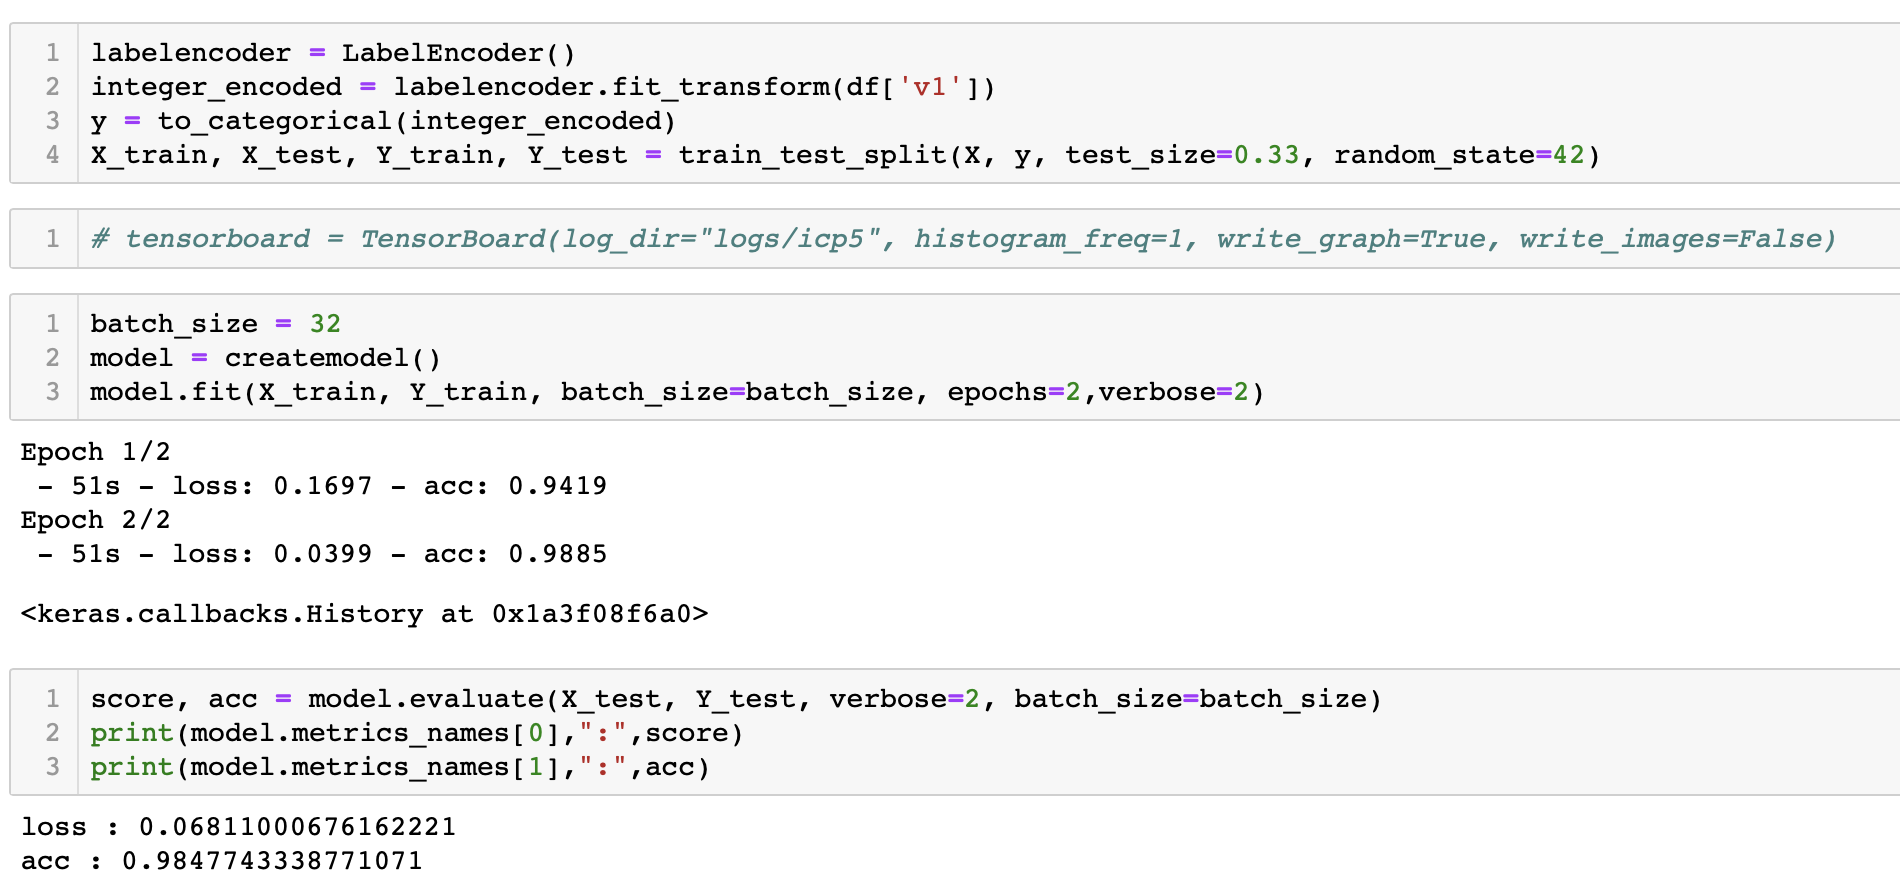 1 labelencoder = LabelEncoder()
2 integer_encoded = labelencoder.fit_transform(df['v1'])
3 y = to_categorical(integer_encoded)
4 X_train, X_test, Y_train, Y_test = train_test_split(X, y, test_size=0.33, random_state=42)
1 # tensorboard = TensorBoard(log_dir="logs/icp5", histogram_freq=1, write_graph=True, write_images=False)
1 batch_size = 32
2 model = createmodel()
3 model.fit(X_train, Y_train, batch_size=batch_size, epochs=2,verbose=2)
Epoch 1/2
 - 51s - loss: 0.1697 - acc: 0.9419
Epoch 2/2
 - 51s - loss: 0.0399 - acc: 0.9885
<keras.callbacks.History at 0x1a3f08f6a0>
1 score, acc = model.evaluate(X_test, Y_test, verbose=2, batch_size=batch_size)
2 print(model.metrics_names[0],":",score)
3 print(model.metrics_names[1],":",acc)
loss : 0.06811000676162221
acc : 0.9847743338771071